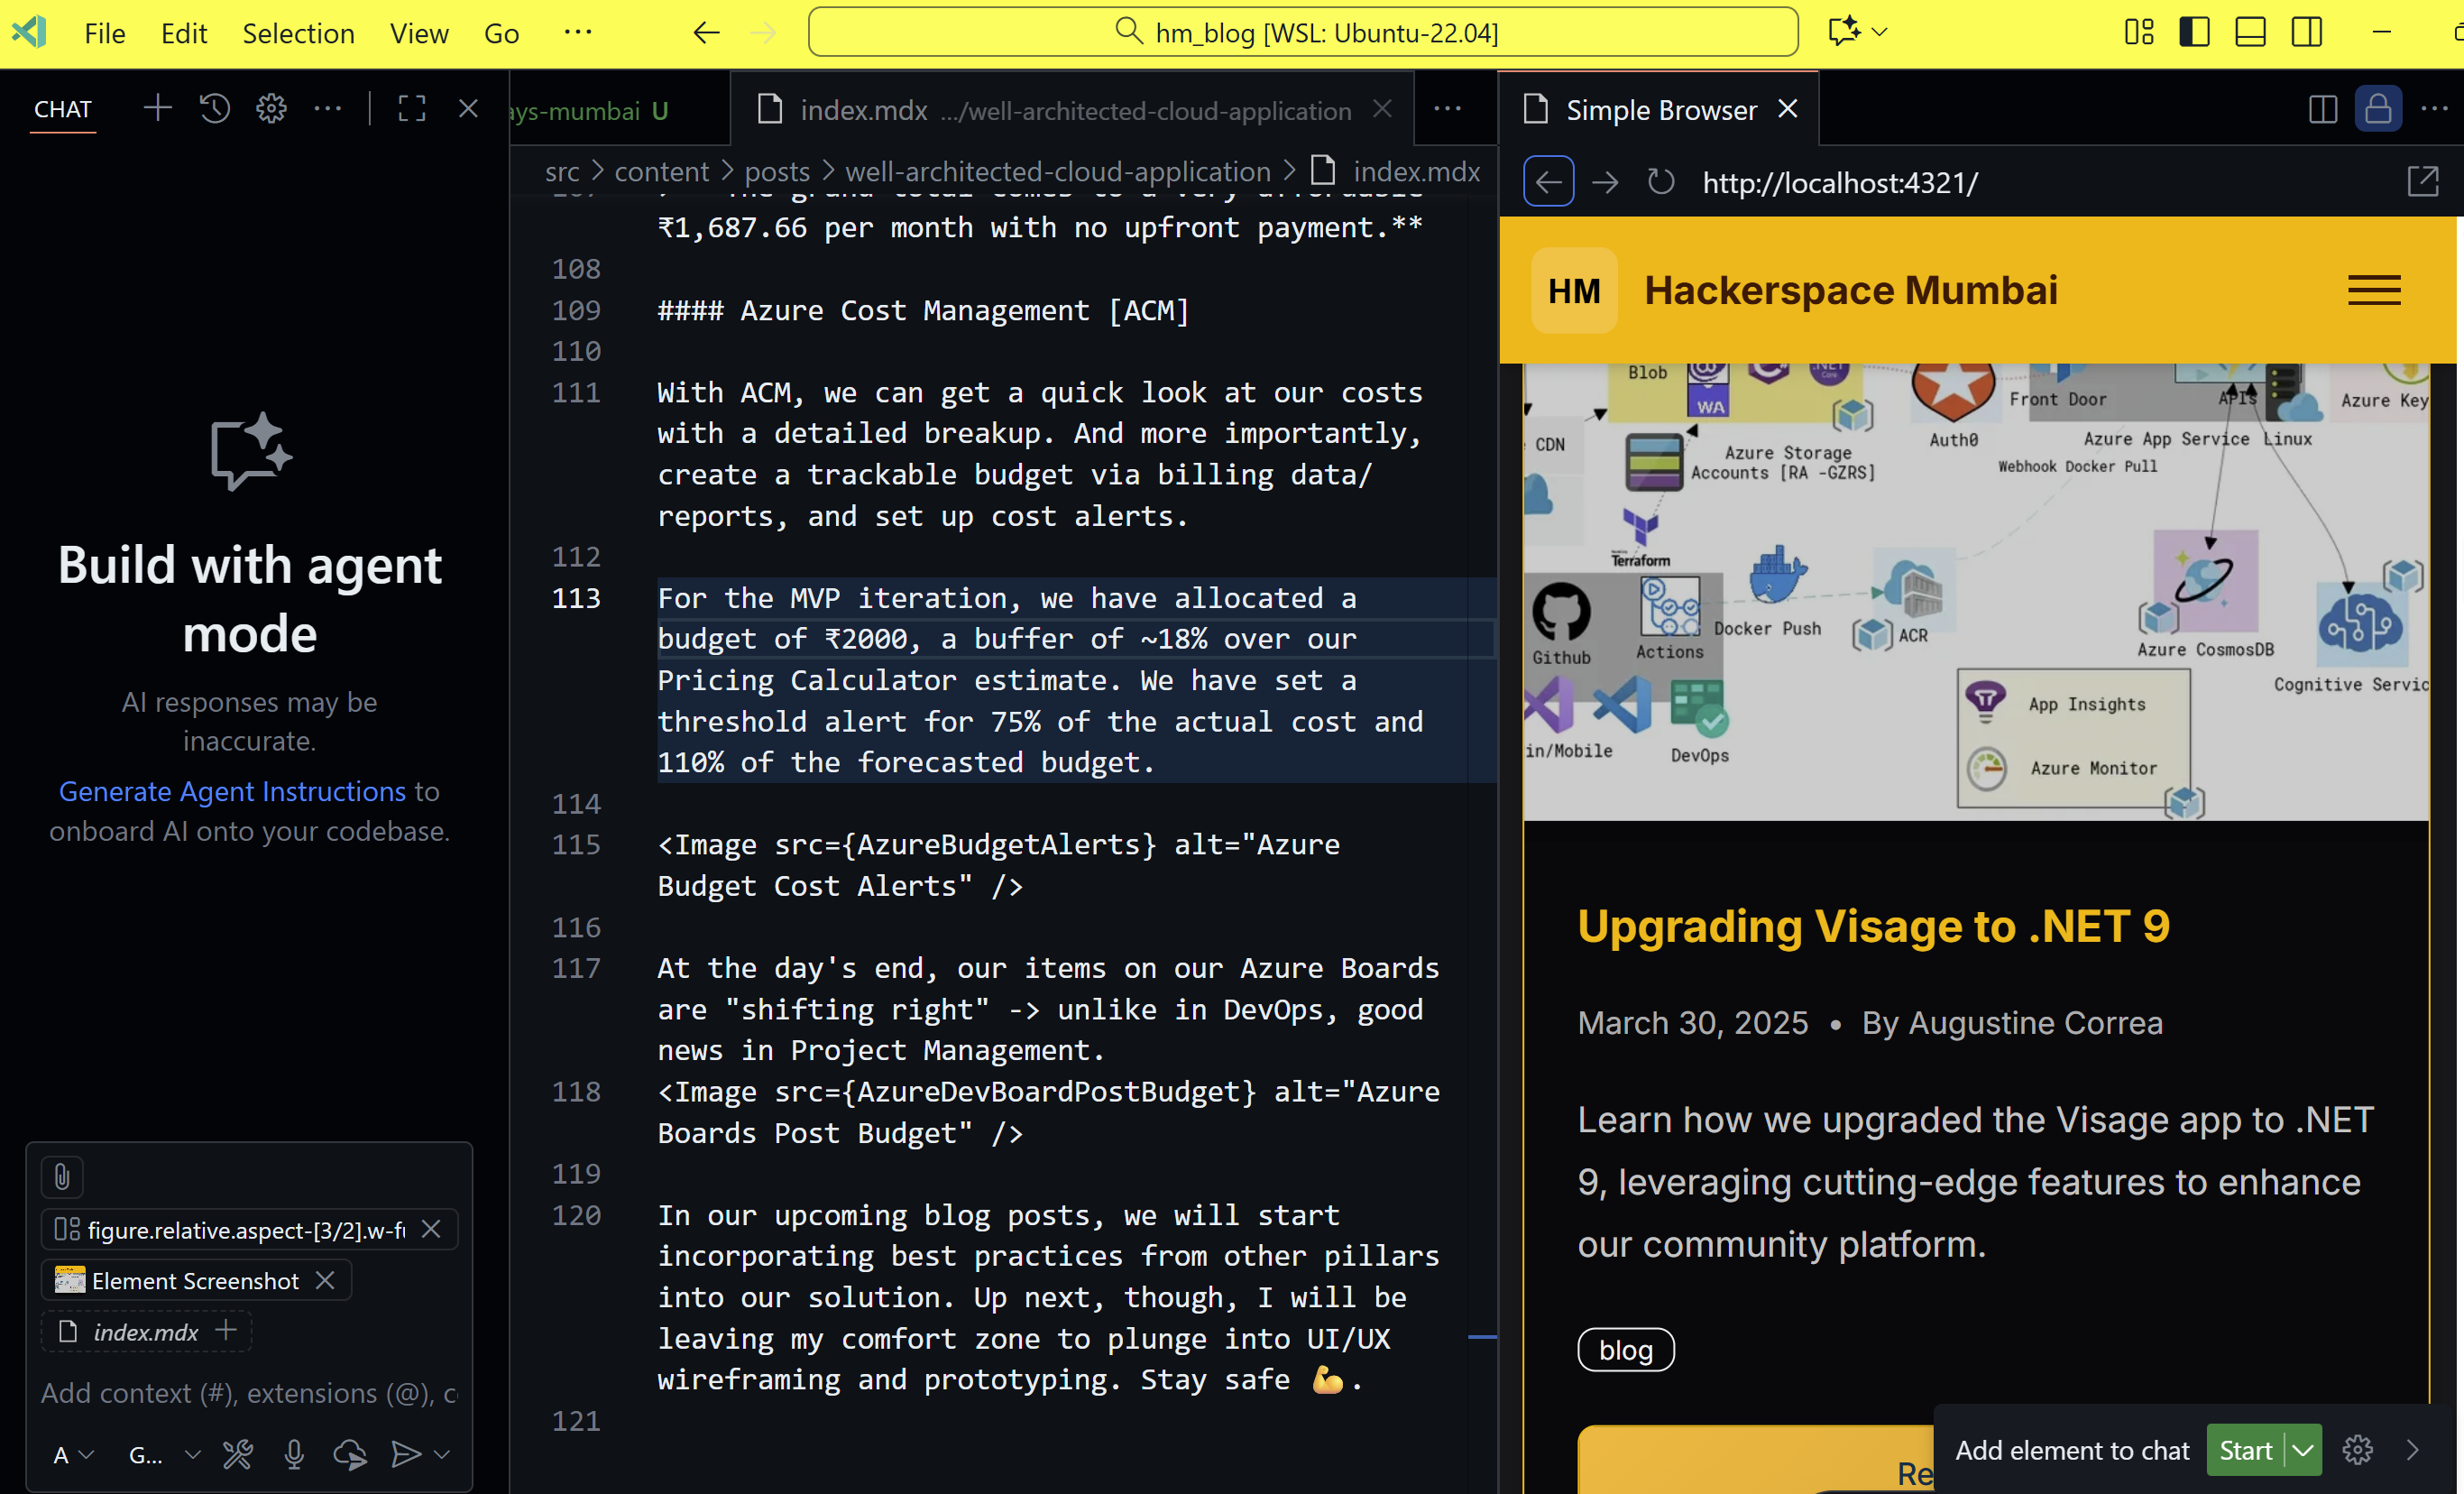 File Edit Selection View Go ...
hm_blog [WSL: Ubuntu-22.04]
CHAT
Build with agent
mode
AI responses may be
inaccurate.
Generate Agent Instructions to
onboard AI onto your codebase.
figure.relative.aspect-[3/2].w-fu
Element Screenshot
index.mdx
Add context (#), extensions (@), c
A
G...
ays-mumbai U
index.mdx .../well-architected-cloud-application
src > content > posts > well-architected-cloud-application > index.mdx
₹1,687.66 per month with no upfront payment.**
108
109 #### Azure Cost Management [ACM]
110
111 With ACM, we can get a quick look at our costs
with a detailed breakup. And more importantly,
create a trackable budget via billing data/
reports, and set up cost alerts.
112
113 For the MVP iteration, we have allocated a
budget of ₹2000, a buffer of ~18% over our
Pricing Calculator estimate. We have set a
threshold alert for 75% of the actual cost and
110% of the forecasted budget.
114
115 <Image src={AzureBudgetAlerts} alt="Azure
Budget Cost Alerts" />
116
117 At the day's end, our items on our Azure Boards
are "shifting right" -> unlike in DevOps, good
news in Project Management.
118 <Image src={AzureDevBoardPostBudget} alt="Azure
Boards Post Budget" />
119
120 In our upcoming blog posts, we will start
incorporating best practices from other pillars
into our solution. Up next, though, I will be
leaving my comfort zone to plunge into UI/UX
wireframing and prototyping. Stay safe 💪.
121
Simple Browser
http://localhost:4321/
HM
Hackerspace Mumbai
Blob
WA
.NET
Core
CDN
Azure Storage
Accounts [RA -GZRS]
Auth0
Front Door
APIs
Azure Key
Azure App Service Linux
Webhook Docker Pull
Terraform
Github
Actions
Docker Push
ACR
Azure CosmosDB
Cognitive Servic
in/Mobile
DevOps
App Insights
Azure Monitor
Upgrading Visage to .NET 9
March 30, 2025 • By Augustine Correa
Learn how we upgraded the Visage app to .NET
9, leveraging cutting-edge features to enhance
our community platform.
blog
Re
Add element to chat
Start